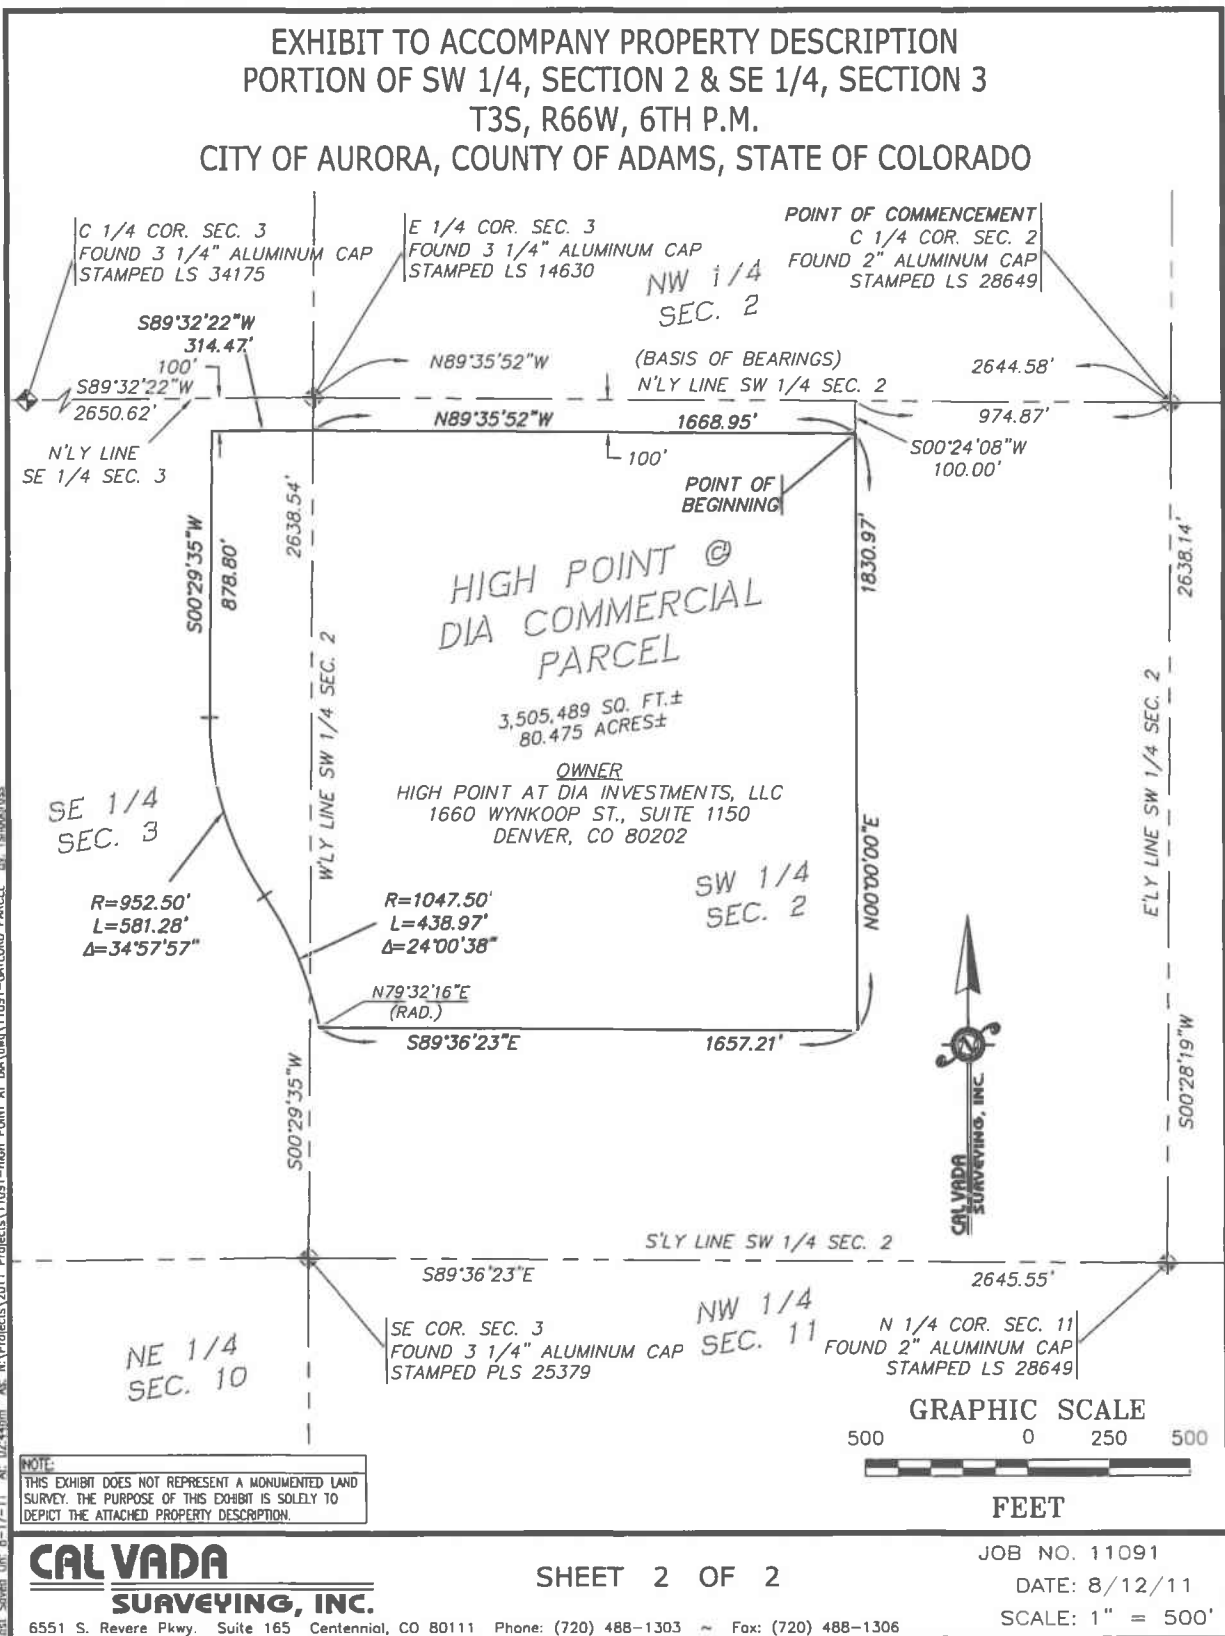 EXHIBIT TO ACCOMPANY PROPERTY DESCRIPTION
PORTION OF SW 1/4, SECTION 2 & SE 1/4, SECTION 3
T3S, R66W, 6TH P.M.
CITY OF AURORA, COUNTY OF ADAMS, STATE OF COLORADO
C 1/4 COR. SEC. 3
FOUND 3 1/4" ALUMINUM CAP
STAMPED LS 34175
E 1/4 COR. SEC. 3
FOUND 3 1/4" ALUMINUM CAP
STAMPED LS 14630
POINT OF COMMENCEMENT
C 1/4 COR. SEC. 2
FOUND 2" ALUMINUM CAP
STAMPED LS 28649
NW 1/4
SEC. 2
S89°32'22"W
314.47'
100'
S89°32'22"W
2650.62'
N89°35'52"W
(BASIS OF BEARINGS)
N'LY LINE SW 1/4 SEC. 2
2644.58'
N89°35'52"W
1668.95'
974.87'
N'LY LINE
SE 1/4 SEC. 3
100'
S00°24'08"W
100.00'
POINT OF
BEGINNING
S00°29'35"W
878.80'
2638.54'
1830.97'
2638.14'
HIGH POINT @
DIA COMMERCIAL
PARCEL
3,505,489 SQ. FT.±
80.475 ACRES±
OWNER
HIGH POINT AT DIA INVESTMENTS, LLC
1660 WYNKOOP ST., SUITE 1150
DENVER, CO 80202
W'LY LINE SW 1/4 SEC. 2
E'LY LINE SW 1/4 SEC. 2
SE 1/4
SEC. 3
SW 1/4
SEC. 2
N00°00'00"E
R=952.50'
L=581.28'
Δ=34°57'57"
R=1047.50'
L=438.97'
Δ=24°00'38"
N79°32'16"E
(RAD.)
S89°36'23"E
1657.21'
S00°29'35"W
S00°28'19"W
N
CALVADA
SURVEYING, INC.
S'LY LINE SW 1/4 SEC. 2
S89°36'23"E
2645.55'
NE 1/4
SEC. 10
SE COR. SEC. 3
FOUND 3 1/4" ALUMINUM CAP
STAMPED PLS 25379
NW 1/4
SEC. 11
N 1/4 COR. SEC. 11
FOUND 2" ALUMINUM CAP
STAMPED LS 28649
GRAPHIC SCALE
500 0 250 500
FEET
NOTE:
THIS EXHIBIT DOES NOT REPRESENT A MONUMENTED LAND
SURVEY. THE PURPOSE OF THIS EXHIBIT IS SOLELY TO
DEPICT THE ATTACHED PROPERTY DESCRIPTION.
CALVADA
SURVEYING, INC.
6551 S. Revere Pkwy. Suite 165 Centennial, CO 80111 Phone: (720) 488-1303 ~ Fax: (720) 488-1306
SHEET 2 OF 2
JOB NO. 11091
DATE: 8/12/11
SCALE: 1" = 500'